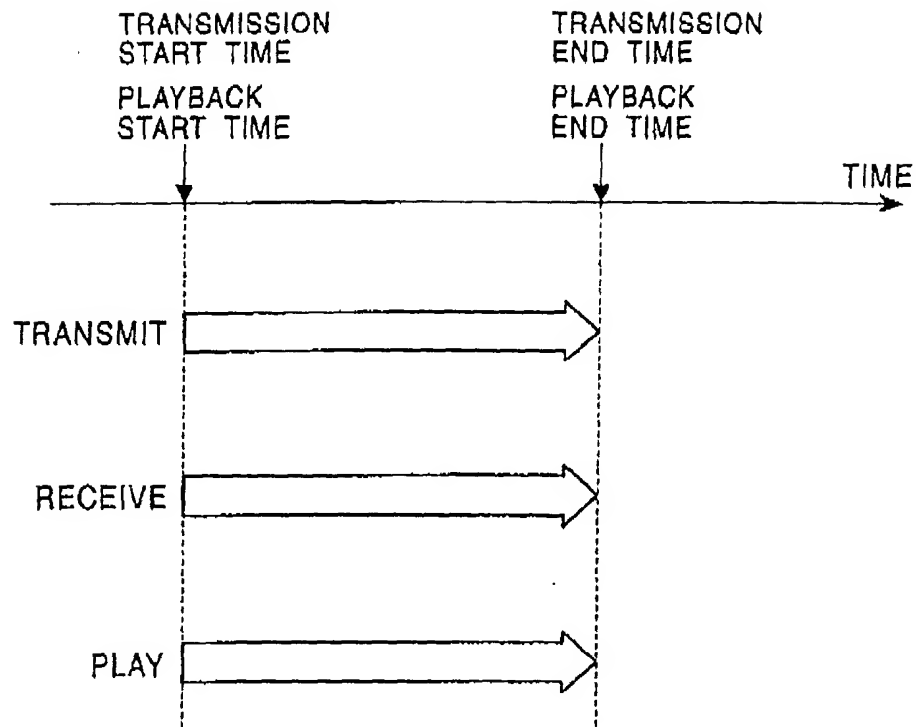 TRANSMISSION
START TIME
PLAYBACK
START TIME
TRANSMISSION
END TIME
PLAYBACK
END TIME
TIME
TRANSMIT
RECEIVE
PLAY